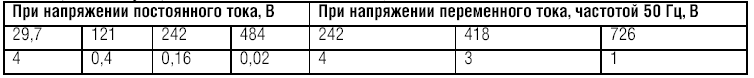 При напряжении постоянного тока, В При напряжении переменного тока, частотой 50 Гц, В
29,7 121 242 484 242 418 726
4 0,4 0,16 0,02 4 3 1